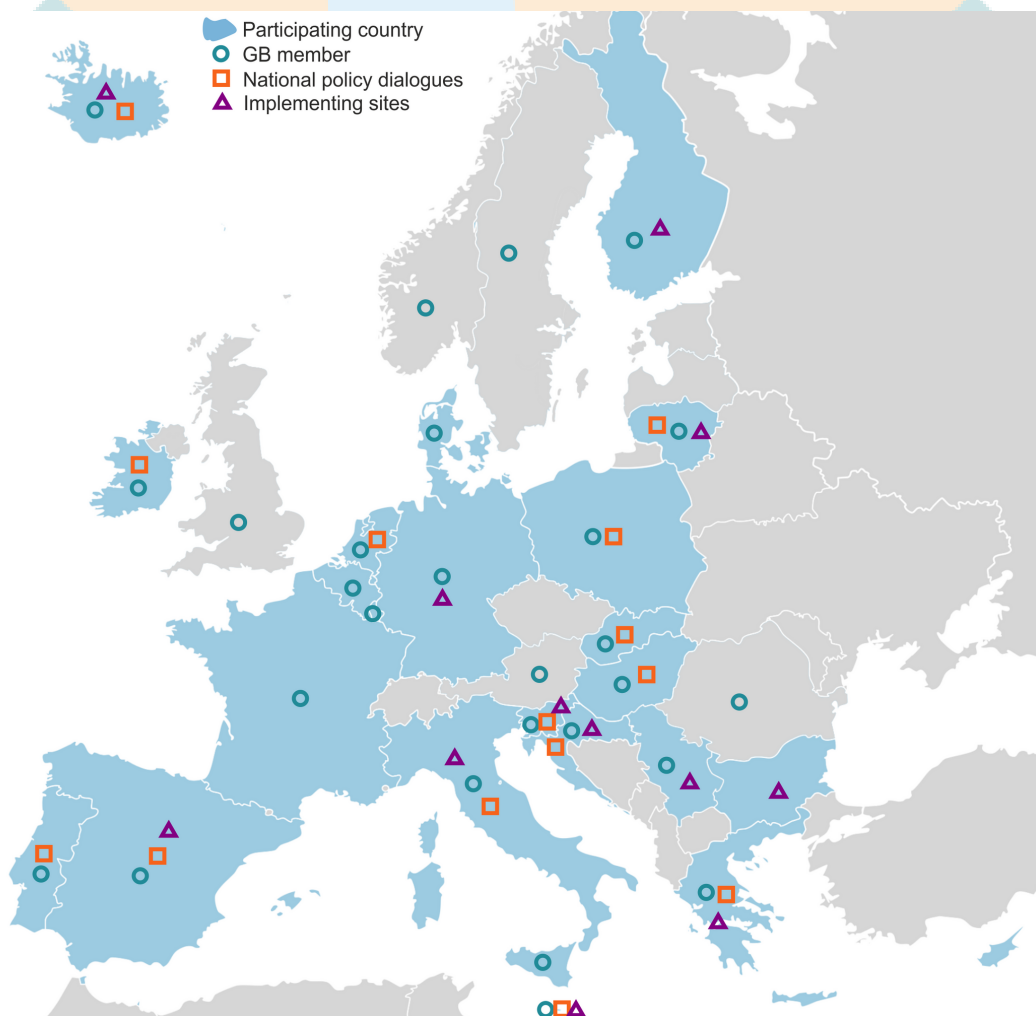 Participating country
GB member
National policy dialogues
Implementing sites